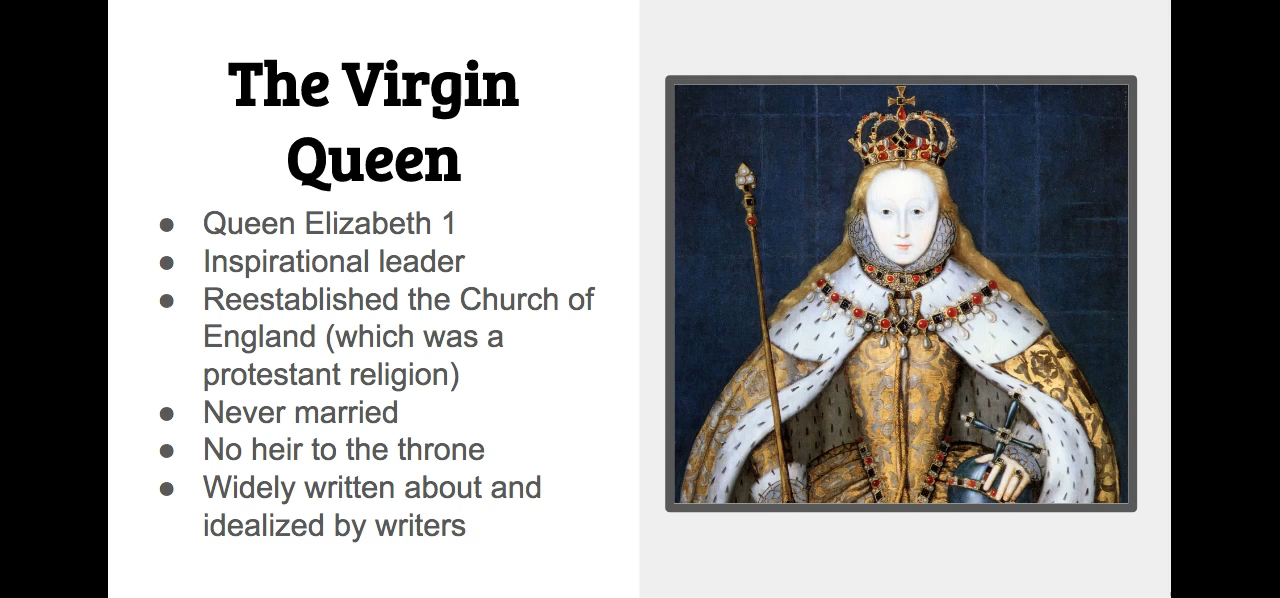 The Virgin
Queen
● Queen Elizabeth 1
● Inspirational leader
● Reestablished the Church of
England (which was a
protestant religion)
● Never married
● No heir to the throne
● Widely written about and
idealized by writers